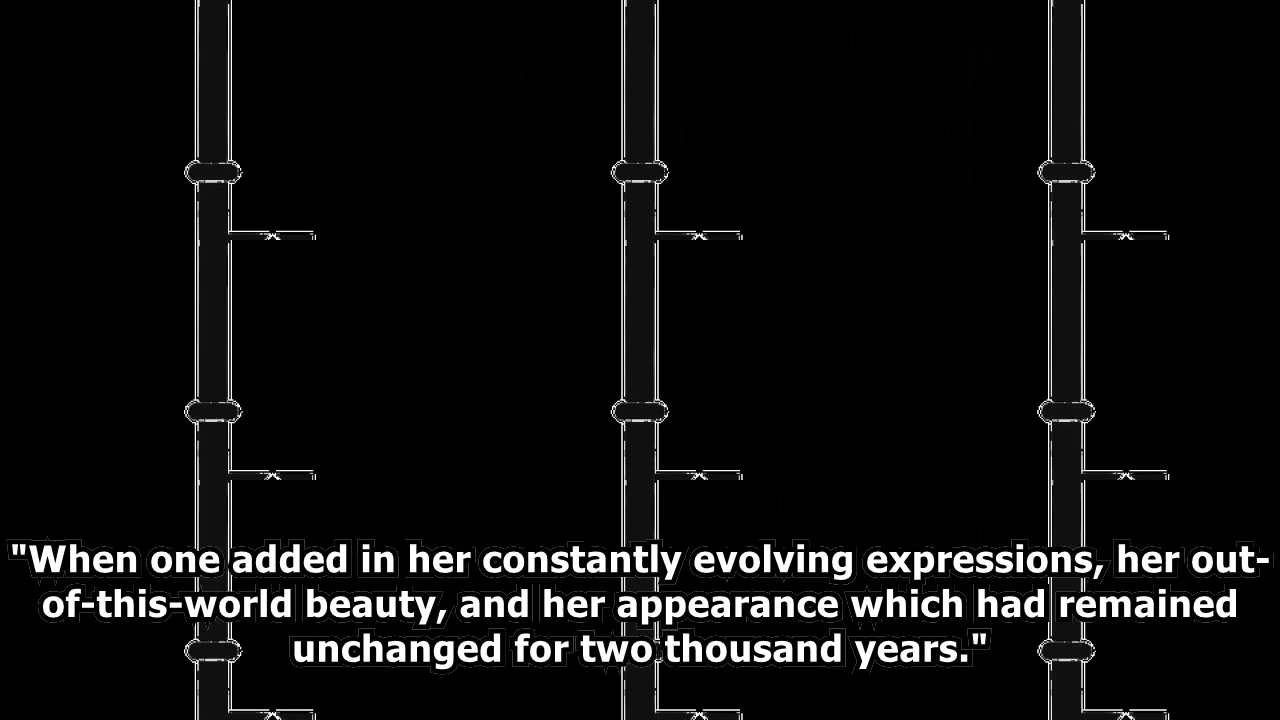 "When one added in her constantly evolving expressions, her out-
of-this-world beauty, and her appearance which had remained
unchanged for two thousand years."